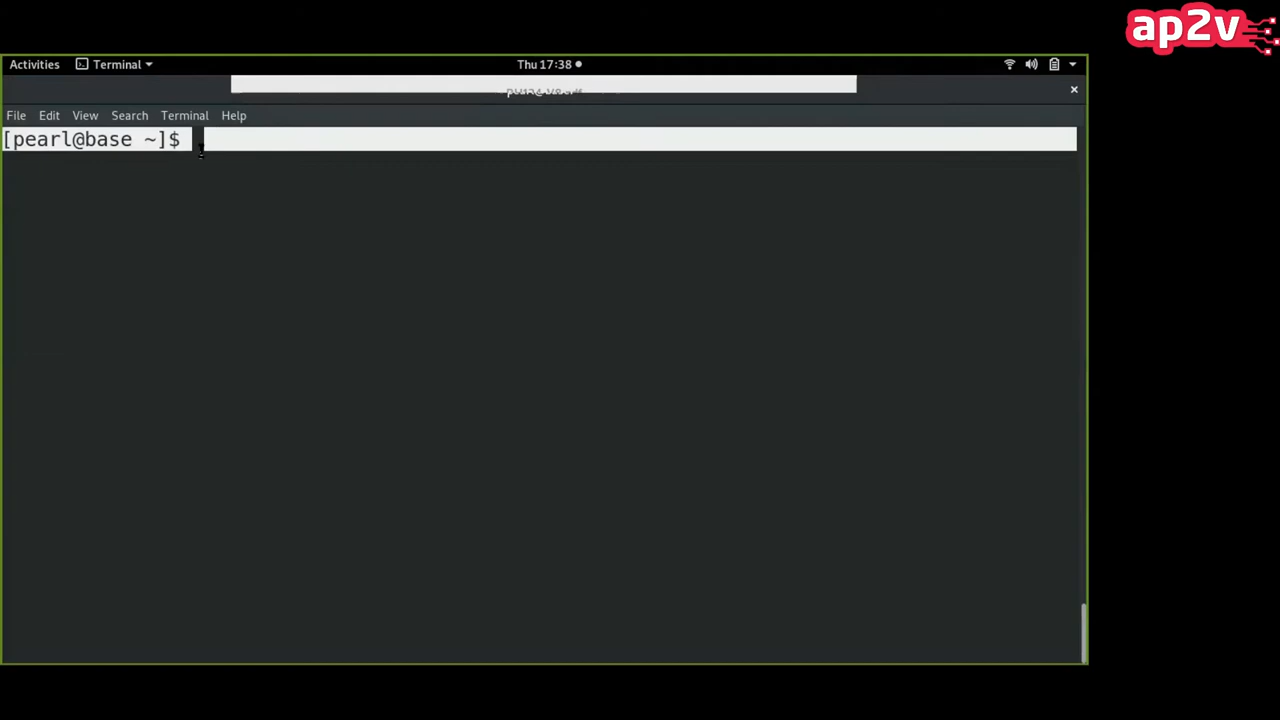 ap2v
Activities Terminal Thu 17:38
File Edit View Search Terminal Help
[pearl@base ~]$